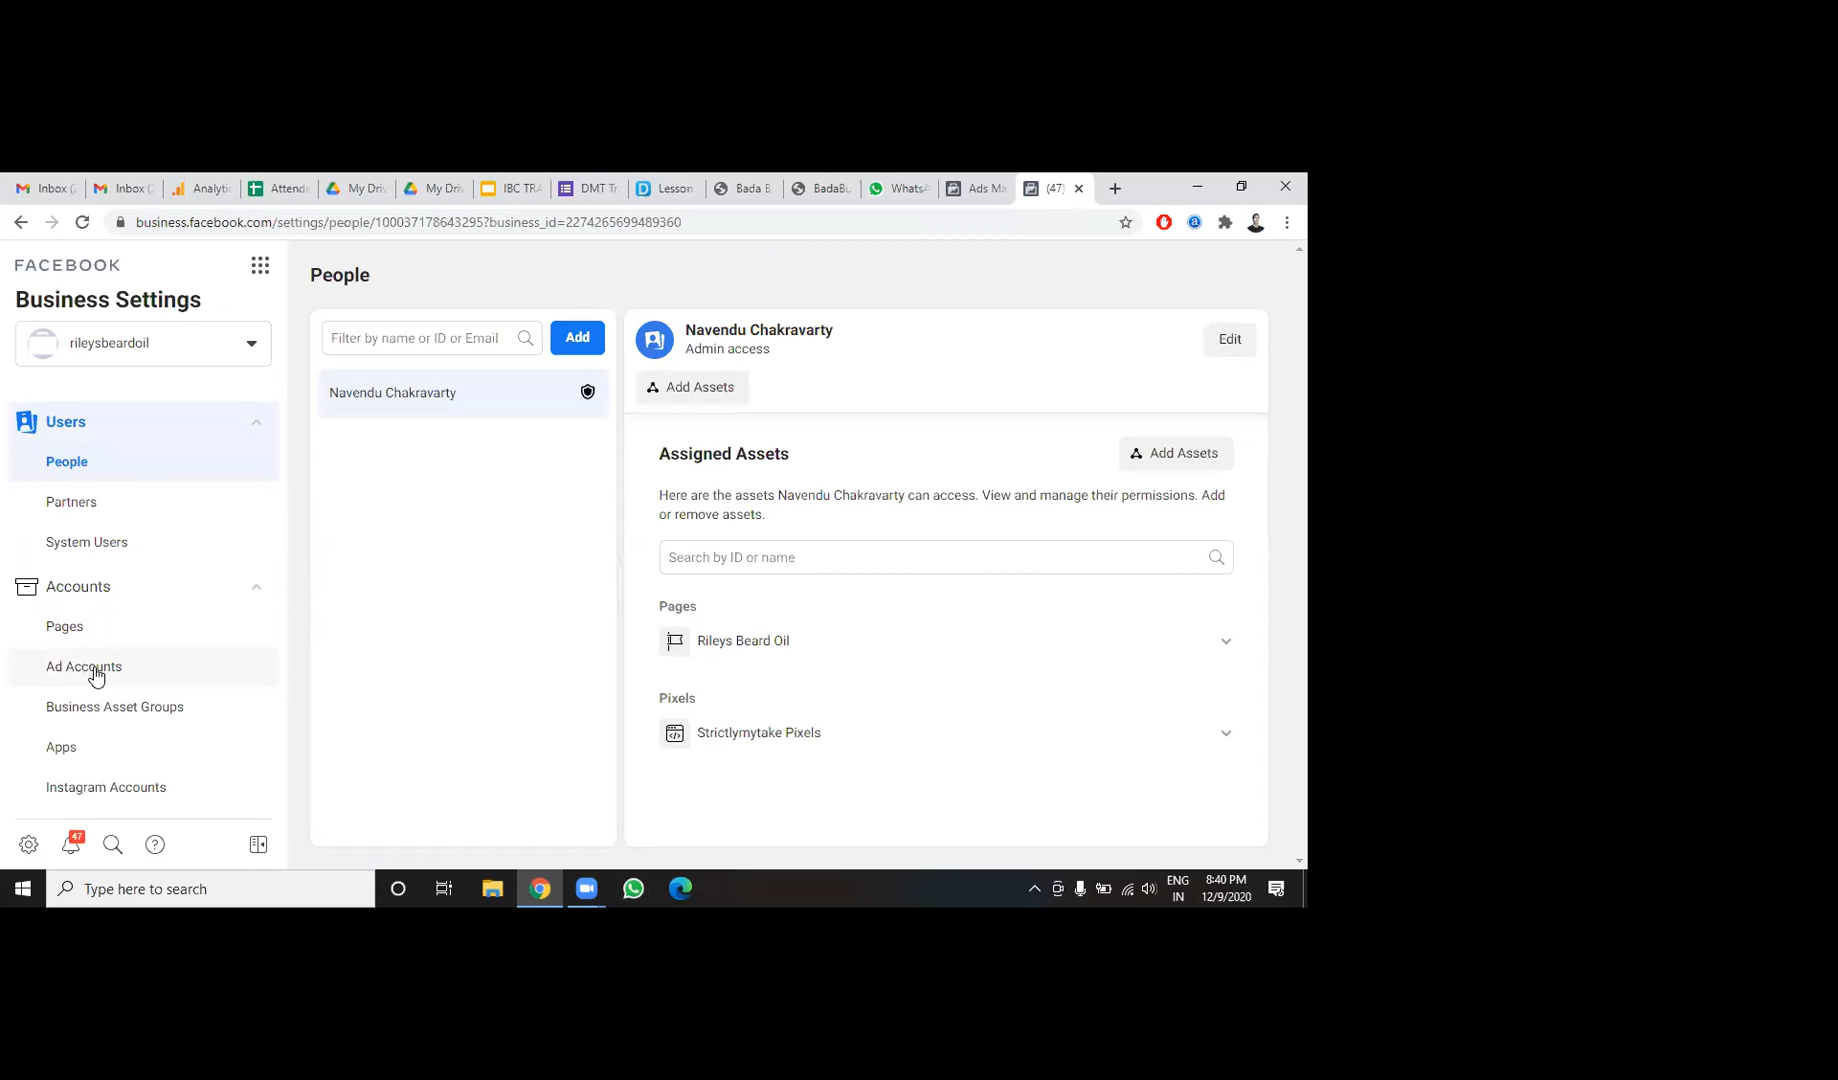 Inbox (
Inbox (
Analytic
Attend
My Driv
My Driv
IBC TRA
DMT Tr
Lesson
Bada B
BadaBu
WhatsA
Ads Ma
(47)
business.facebook.com/settings/people/100037178643295?business_id=2274265699489360
FACEBOOK
Business Settings
rileysbeardoil
Users
People
Partners
System Users
Accounts
Pages
Ad Accounts
Business Asset Groups
Apps
Instagram Accounts
47
People
Filter by name or ID or Email
Add
Navendu Chakravarty
Navendu Chakravarty
Admin access
Edit
Add Assets
Assigned Assets
Add Assets
Here are the assets Navendu Chakravarty can access. View and manage their permissions. Add
or remove assets.
Search by ID or name
Pages
Rileys Beard Oil
Pixels
Strictlymytake Pixels
Type here to search
ENG
IN
8:40 PM
12/9/2020